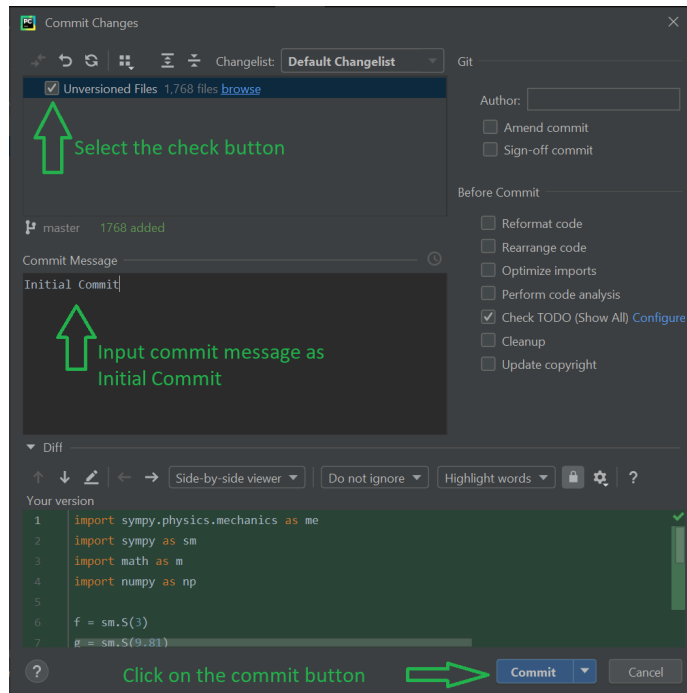 PC Commit Changes
Changelist: Default Changelist
Unversioned Files 1,768 files browse
Select the check button
master 1768 added
Commit Message
Initial Commit
Input commit message as
Initial Commit
Git
Author:
Amend commit
Sign-off commit
Before Commit
Reformat code
Rearrange code
Optimize imports
Perform code analysis
Check TODO (Show All) Configure
Cleanup
Update copyright
Diff
Side-by-side viewer Do not ignore Highlight words ?
Your version
1 import sympy.physics.mechanics as me
2 import sympy as sm
3 import math as m
4 import numpy as np
5
6 f = sm.S(3)
7 g = sm.S(9.81)
? Click on the commit button Commit Cancel